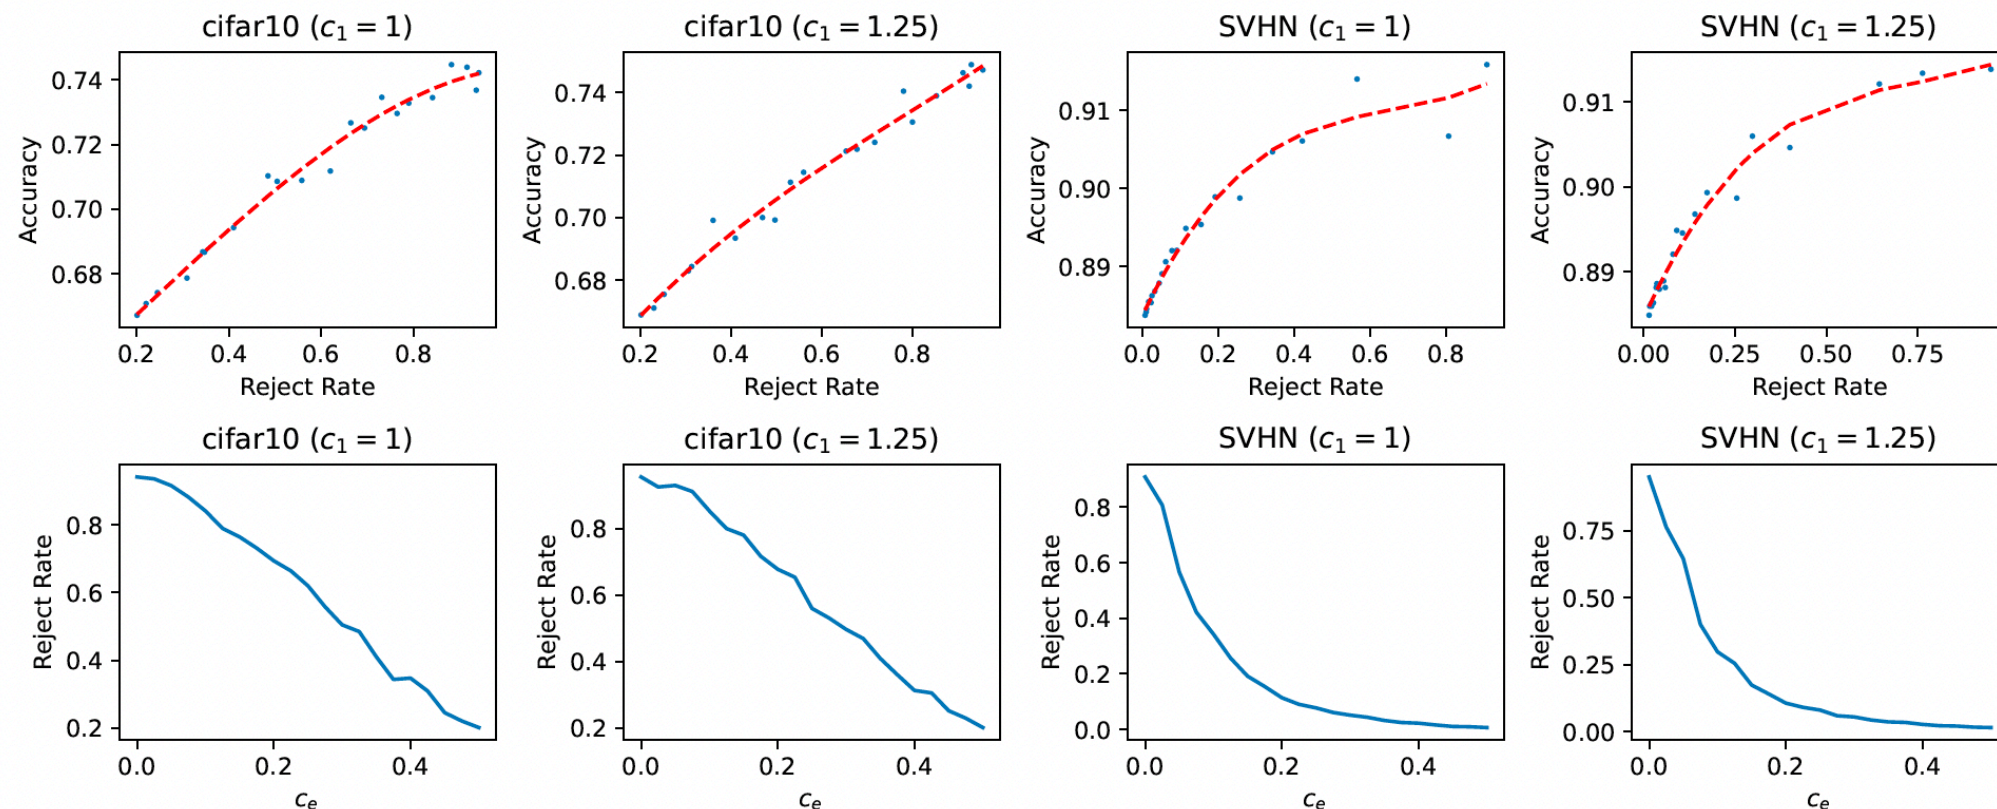 cifar10 (c₁ = 1)
0.74
0.72
0.70
0.68
Accuracy
0.2 0.4 0.6 0.8
Reject Rate
cifar10 (c₁ = 1.25)
0.74
0.72
0.70
0.68
Accuracy
0.2 0.4 0.6 0.8
Reject Rate
SVHN (c₁ = 1)
0.91
0.90
0.89
Accuracy
0.0 0.2 0.4 0.6 0.8
Reject Rate
SVHN (c₁ = 1.25)
0.91
0.90
0.89
Accuracy
0.00 0.25 0.50 0.75
Reject Rate
cifar10 (c₁ = 1)
0.8
0.6
0.4
0.2
Reject Rate
0.0 0.2 0.4
cₑ
cifar10 (c₁ = 1.25)
0.8
0.6
0.4
0.2
Reject Rate
0.0 0.2 0.4
cₑ
SVHN (c₁ = 1)
0.8
0.6
0.4
0.2
0.0
Reject Rate
0.0 0.2 0.4
cₑ
SVHN (c₁ = 1.25)
0.75
0.50
0.25
0.00
Reject Rate
0.0 0.2 0.4
cₑ